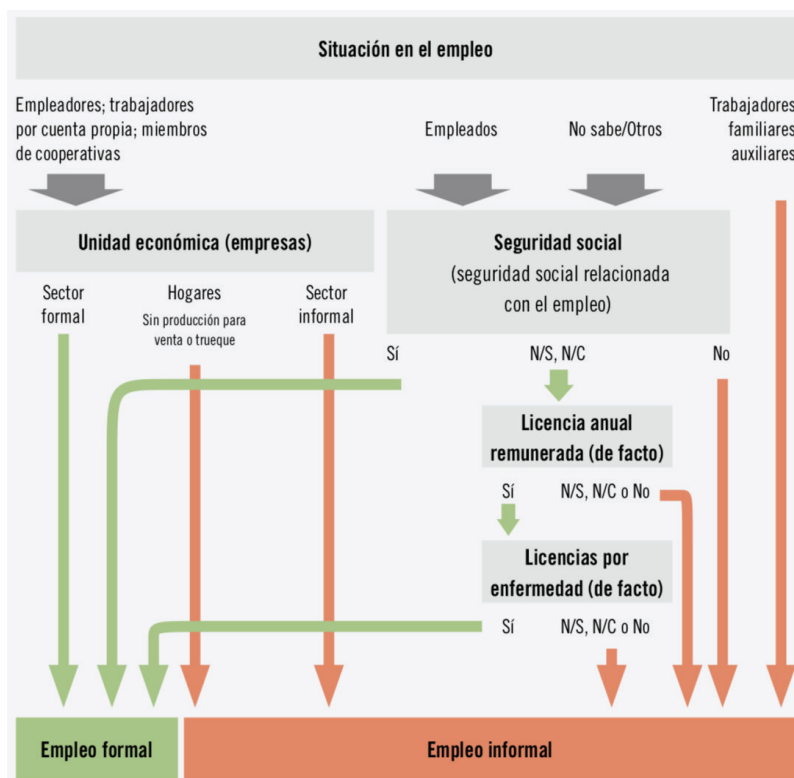 Situación en el empleo
Empleadores; trabajadores
por cuenta propia; miembros
de cooperativas
Empleados
No sabe/Otros
Trabajadores
familiares
auxiliares
Unidad económica (empresas)
Seguridad social
(seguridad social relacionada
con el empleo)
Sector
formal
Hogares
Sin producción para
venta o trueque
Sector
informal
Sí
N/S, N/C
No
Licencia anual
remunerada (de facto)
Sí
N/S, N/C o No
Licencias por
enfermedad (de facto)
Sí
N/S, N/C o No
Empleo formal
Empleo informal